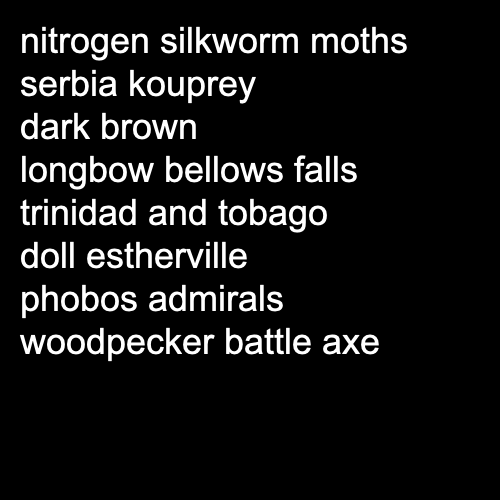 nitrogen silkworm moths
serbia kouprey
dark brown
longbow bellows falls
trinidad and tobago
doll estherville
phobos admirals
woodpecker battle axe